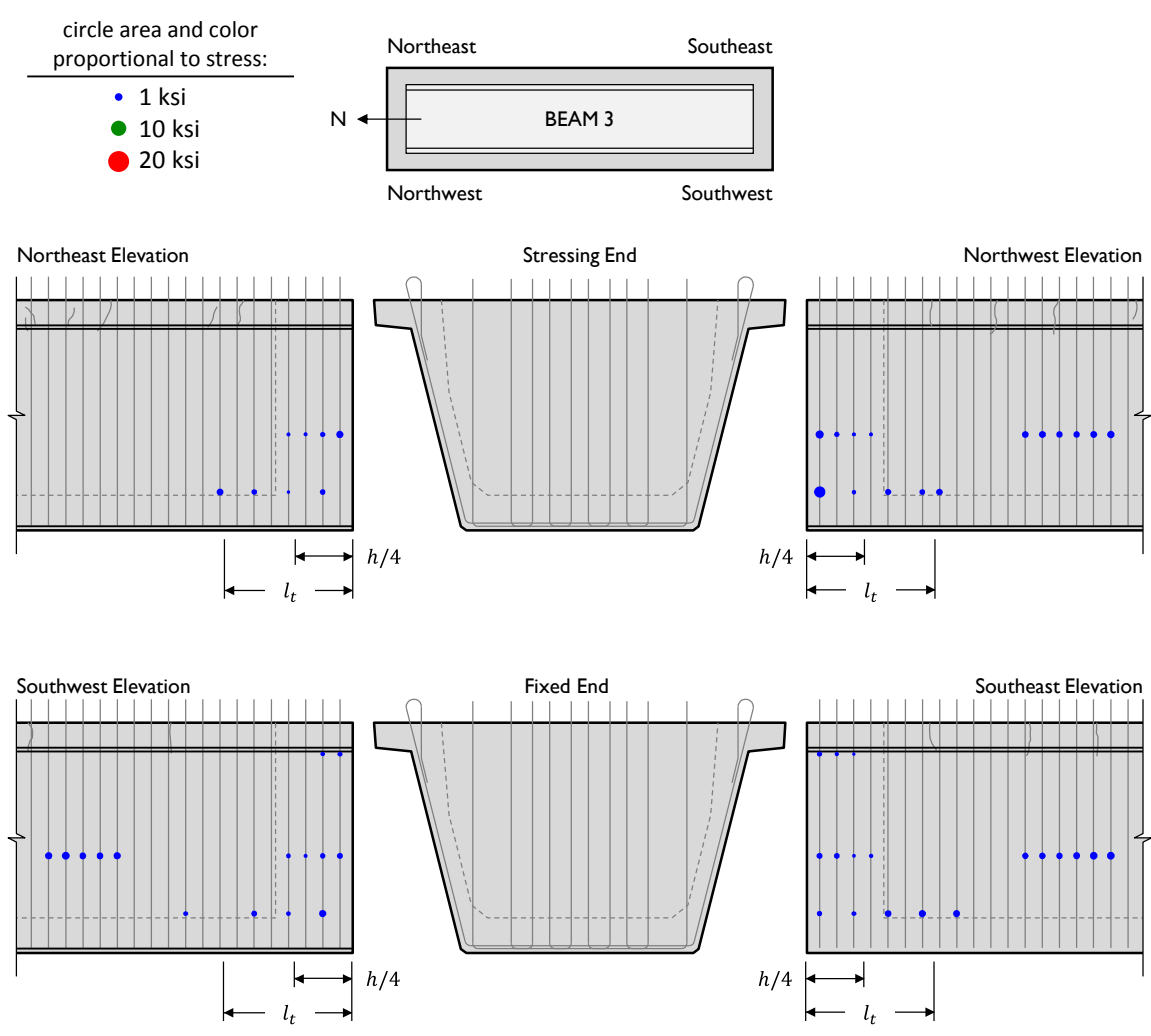 circle area and color
proportional to stress:
1 ksi
10 ksi
20 ksi
Northeast Southeast
N BEAM 3
Northwest Southwest
Northeast Elevation Stressing End Northwest Elevation
h/4 h/4
l_t l_t
Southwest Elevation Fixed End Southeast Elevation
h/4 h/4
l_t l_t